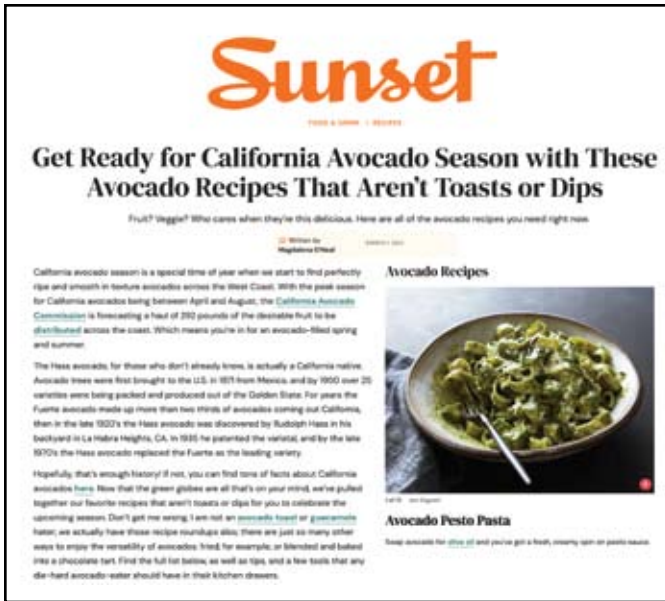 Sunset
FOOD & DRINK | RECIPES
Get Ready for California Avocado Season with These
Avocado Recipes That Aren't Toasts or Dips
Fruit? Veggie? Who cares when they're this delicious. Here are all of the avocado recipes you need right now.
Written by
Magdalena O'Neal
California avocado season is a special time of year when we start to find perfectly
ripe and smooth in texture avocados across the West Coast. With the peak season
for California avocados being between April and August, the California Avocado
Commission is forecasting a haul of 292 pounds of the desirable fruit to be
distributed across the coast. Which means you're in for an avocado-filled spring
and summer.
The Hass avocado, for those who don't already know, is actually a California native.
Avocado trees were first brought to the U.S. in 1871 from Mexico, and by 1900 over 25
varieties were being packed and produced out of the Golden State. For years the
Fuerte avocado made up more than two thirds of avocados coming out California,
then in the late 1920's the Hass avocado was discovered by Rudolph Hass in his
backyard in La Habra Heights, CA. In 1935 he patented the varietal, and by the late
1970's the Hass avocado replaced the Fuerte as the leading variety.
Hopefully, that's enough history! If not, you can find tons of facts about California
avocados here. Now that the green globes are all that's on your mind, we've pulled
together our favorite recipes that aren't toasts or dips for you to celebrate the
upcoming season. Don't get me wrong, I am not an avocado toast or guacamole
hater, we actually have those recipe roundups also, there are just so many other
ways to enjoy the versatility of avocados: fried, for example, or blended and baked
into a chocolate tart. Find the full list below, as well as tips, and a few tools that any
die-hard avocado-eater should have in their kitchen drawers.
Avocado Recipes
Avocado Pesto Pasta
Swap avocado for olive oil and you've got a fresh, creamy spin on pesto sauce.